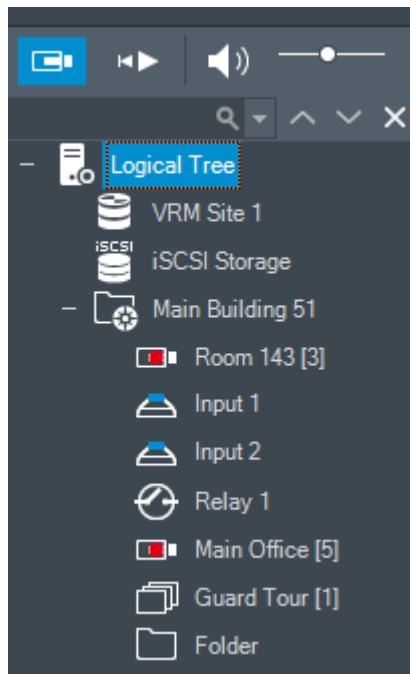 Logical Tree
VRM Site 1
iSCSI
iSCSI Storage
Main Building 51
Room 143 [3]
Input 1
Input 2
Relay 1
Main Office [5]
Guard Tour [1]
Folder